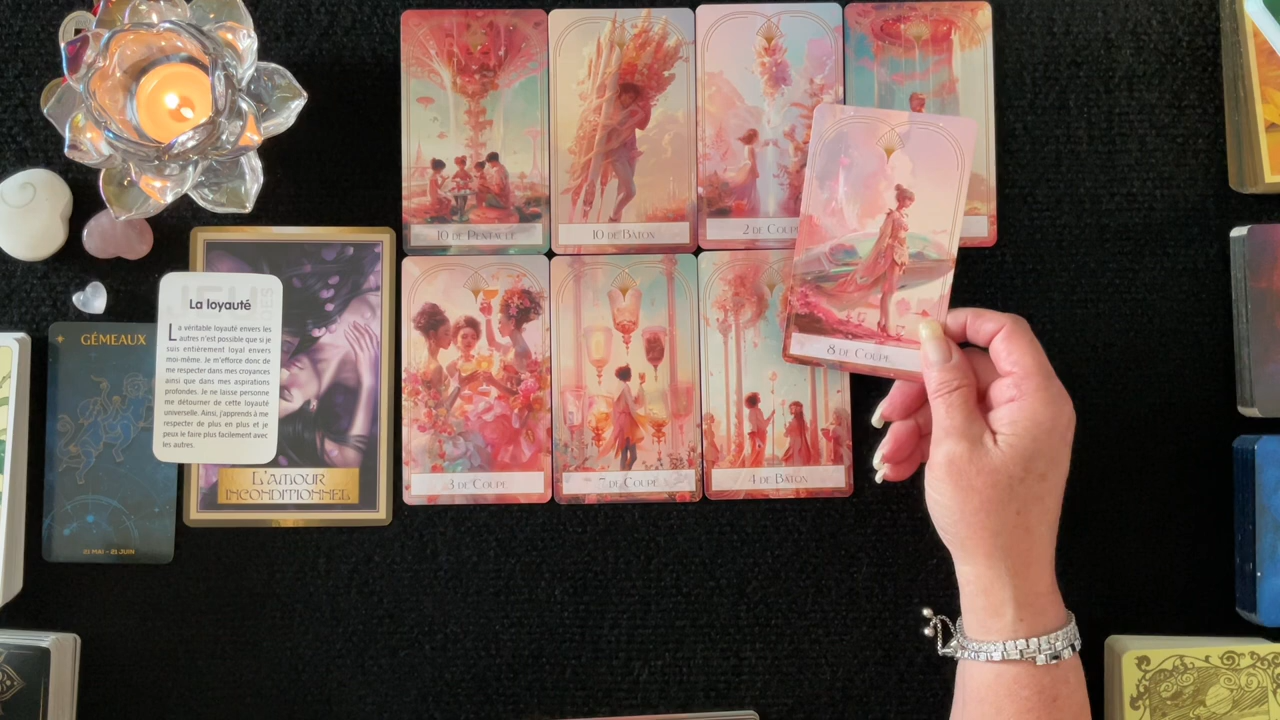 10 DE PENTACLE
10 DE BÂTON
2 DE COUPE
8 DE COUPE
3 DE COUPE
7 DE COUPE
4 DE BÂTON
GÉMEAUX
21 MAI - 21 JUIN
La loyauté
La véritable loyauté envers les
autres n'est possible que si je
suis entièrement loyal envers
moi-même. Je m'efforce donc de
me respecter dans mes croyances
ainsi que dans mes aspirations
profondes. Je ne laisse personne
me détourner de cette loyauté
universelle. Ainsi, j'apprends à me
respecter de plus en plus et je
peux le faire plus facilement avec
les autres.
L'AMOUR
INCONDITIONNEL